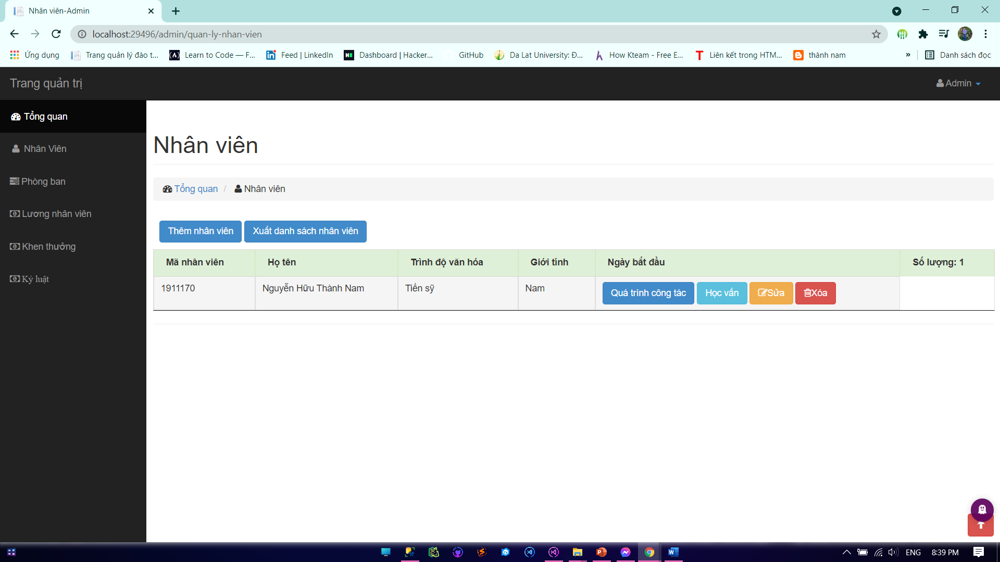 Nhân viên-Admin
localhost:29496/admin/quan-ly-nhan-vien
Ứng dụng Trang quản lý đào t... Learn to Code — F... Feed | LinkedIn Dashboard | Hacker... GitHub Da Lat University: Đ... How Kteam - Free E... Liên kết trong HTM... thành nam » Danh sách đọc
Trang quản trị Admin
Tổng quan
Nhân Viên
Phòng ban
Lương nhân viên
Khen thưởng
Kỷ luật
Nhân viên
Tổng quan / Nhân viên
Thêm nhân viên Xuất danh sách nhân viên
Mã nhân viên Họ tên Trình độ văn hóa Giới tính Ngày bắt đầu Số lượng: 1
1911170 Nguyễn Hữu Thành Nam Tiến sỹ Nam Quá trình công tác Học vấn Sửa Xóa
ENG 8:39 PM